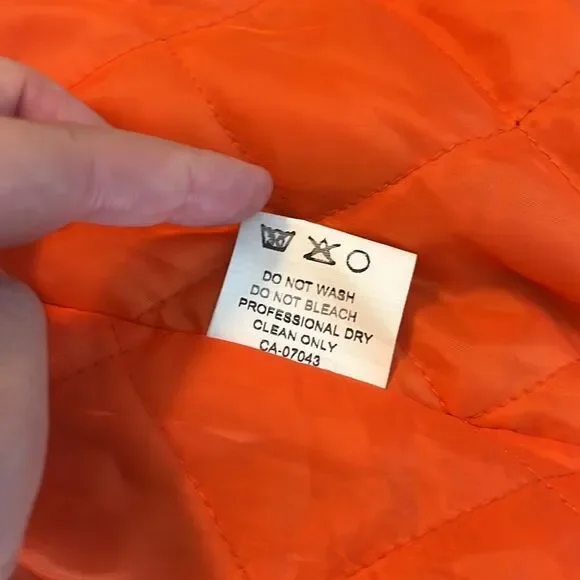 DO NOT WASH
DO NOT BLEACH
PROFESSIONAL DRY
CLEAN ONLY
CA-07043